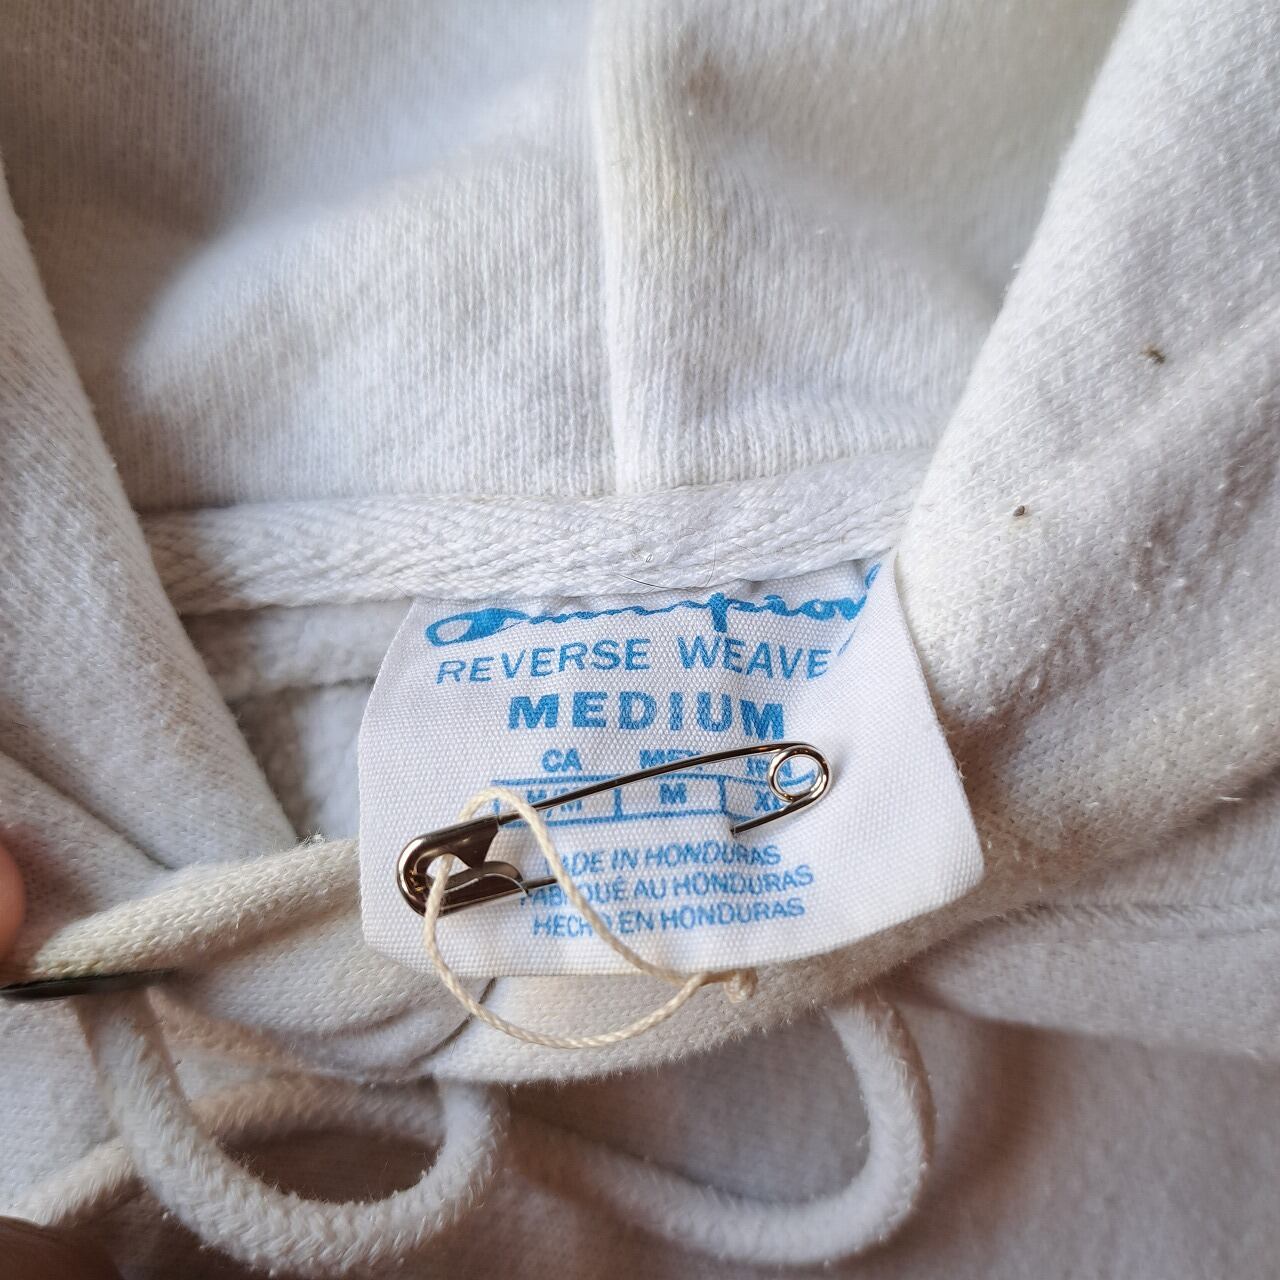 Champion
REVERSE WEAVE
MEDIUM
CA
M
MADE IN HONDURAS
FABRIQUÉ AU HONDURAS
HECHO EN HONDURAS